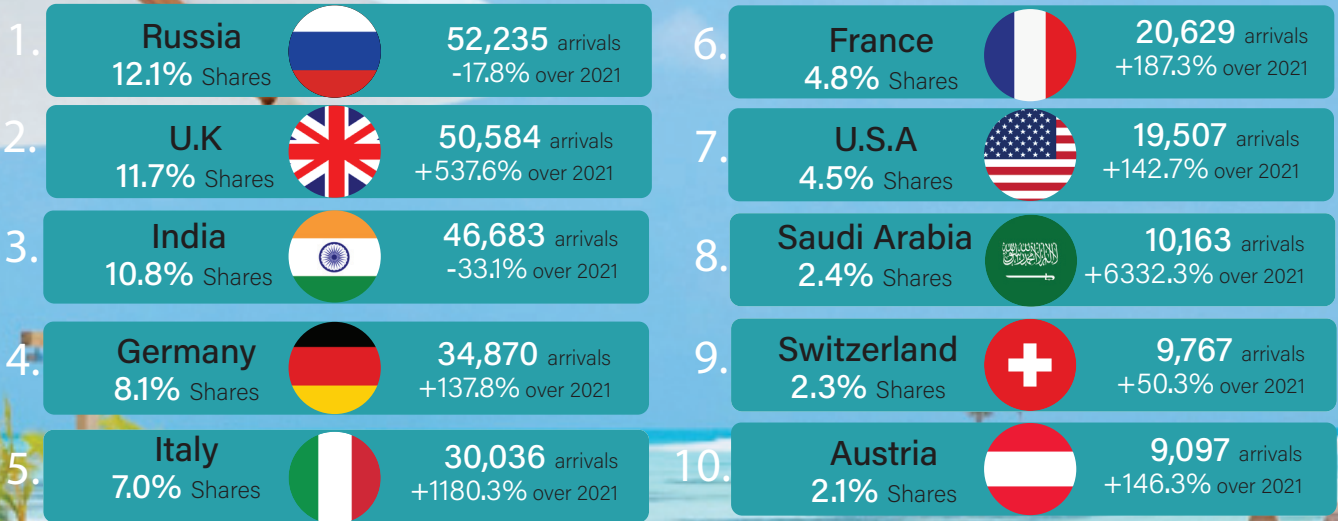 1.
Russia
12.1% Shares
52,235 arrivals
-17.8% over 2021
2.
U.K
11.7% Shares
50,584 arrivals
+537.6% over 2021
3.
India
10.8% Shares
46,683 arrivals
-33.1% over 2021
4.
Germany
8.1% Shares
34,870 arrivals
+137.8% over 2021
5.
Italy
7.0% Shares
30,036 arrivals
+1180.3% over 2021
6.
France
4.8% Shares
20,629 arrivals
+187.3% over 2021
7.
U.S.A
4.5% Shares
19,507 arrivals
+142.7% over 2021
8.
Saudi Arabia
2.4% Shares
10,163 arrivals
+6332.3% over 2021
9.
Switzerland
2.3% Shares
9,767 arrivals
+50.3% over 2021
10.
Austria
2.1% Shares
9,097 arrivals
+146.3% over 2021